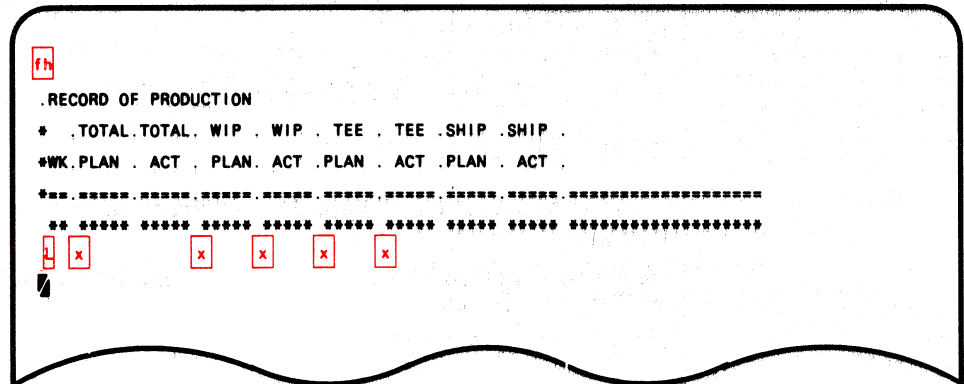 fh
.RECORD OF PRODUCTION
* .TOTAL.TOTAL. WIP . WIP . TEE . TEE .SHIP .SHIP .
*WK.PLAN . ACT . PLAN. ACT .PLAN . ACT .PLAN . ACT .
*==.=====.=====.=====.=====.=====.=====.=====.=====.=================
** ***** ***** ***** ***** ***** ***** ***** ***** *****************
1 x x x x x